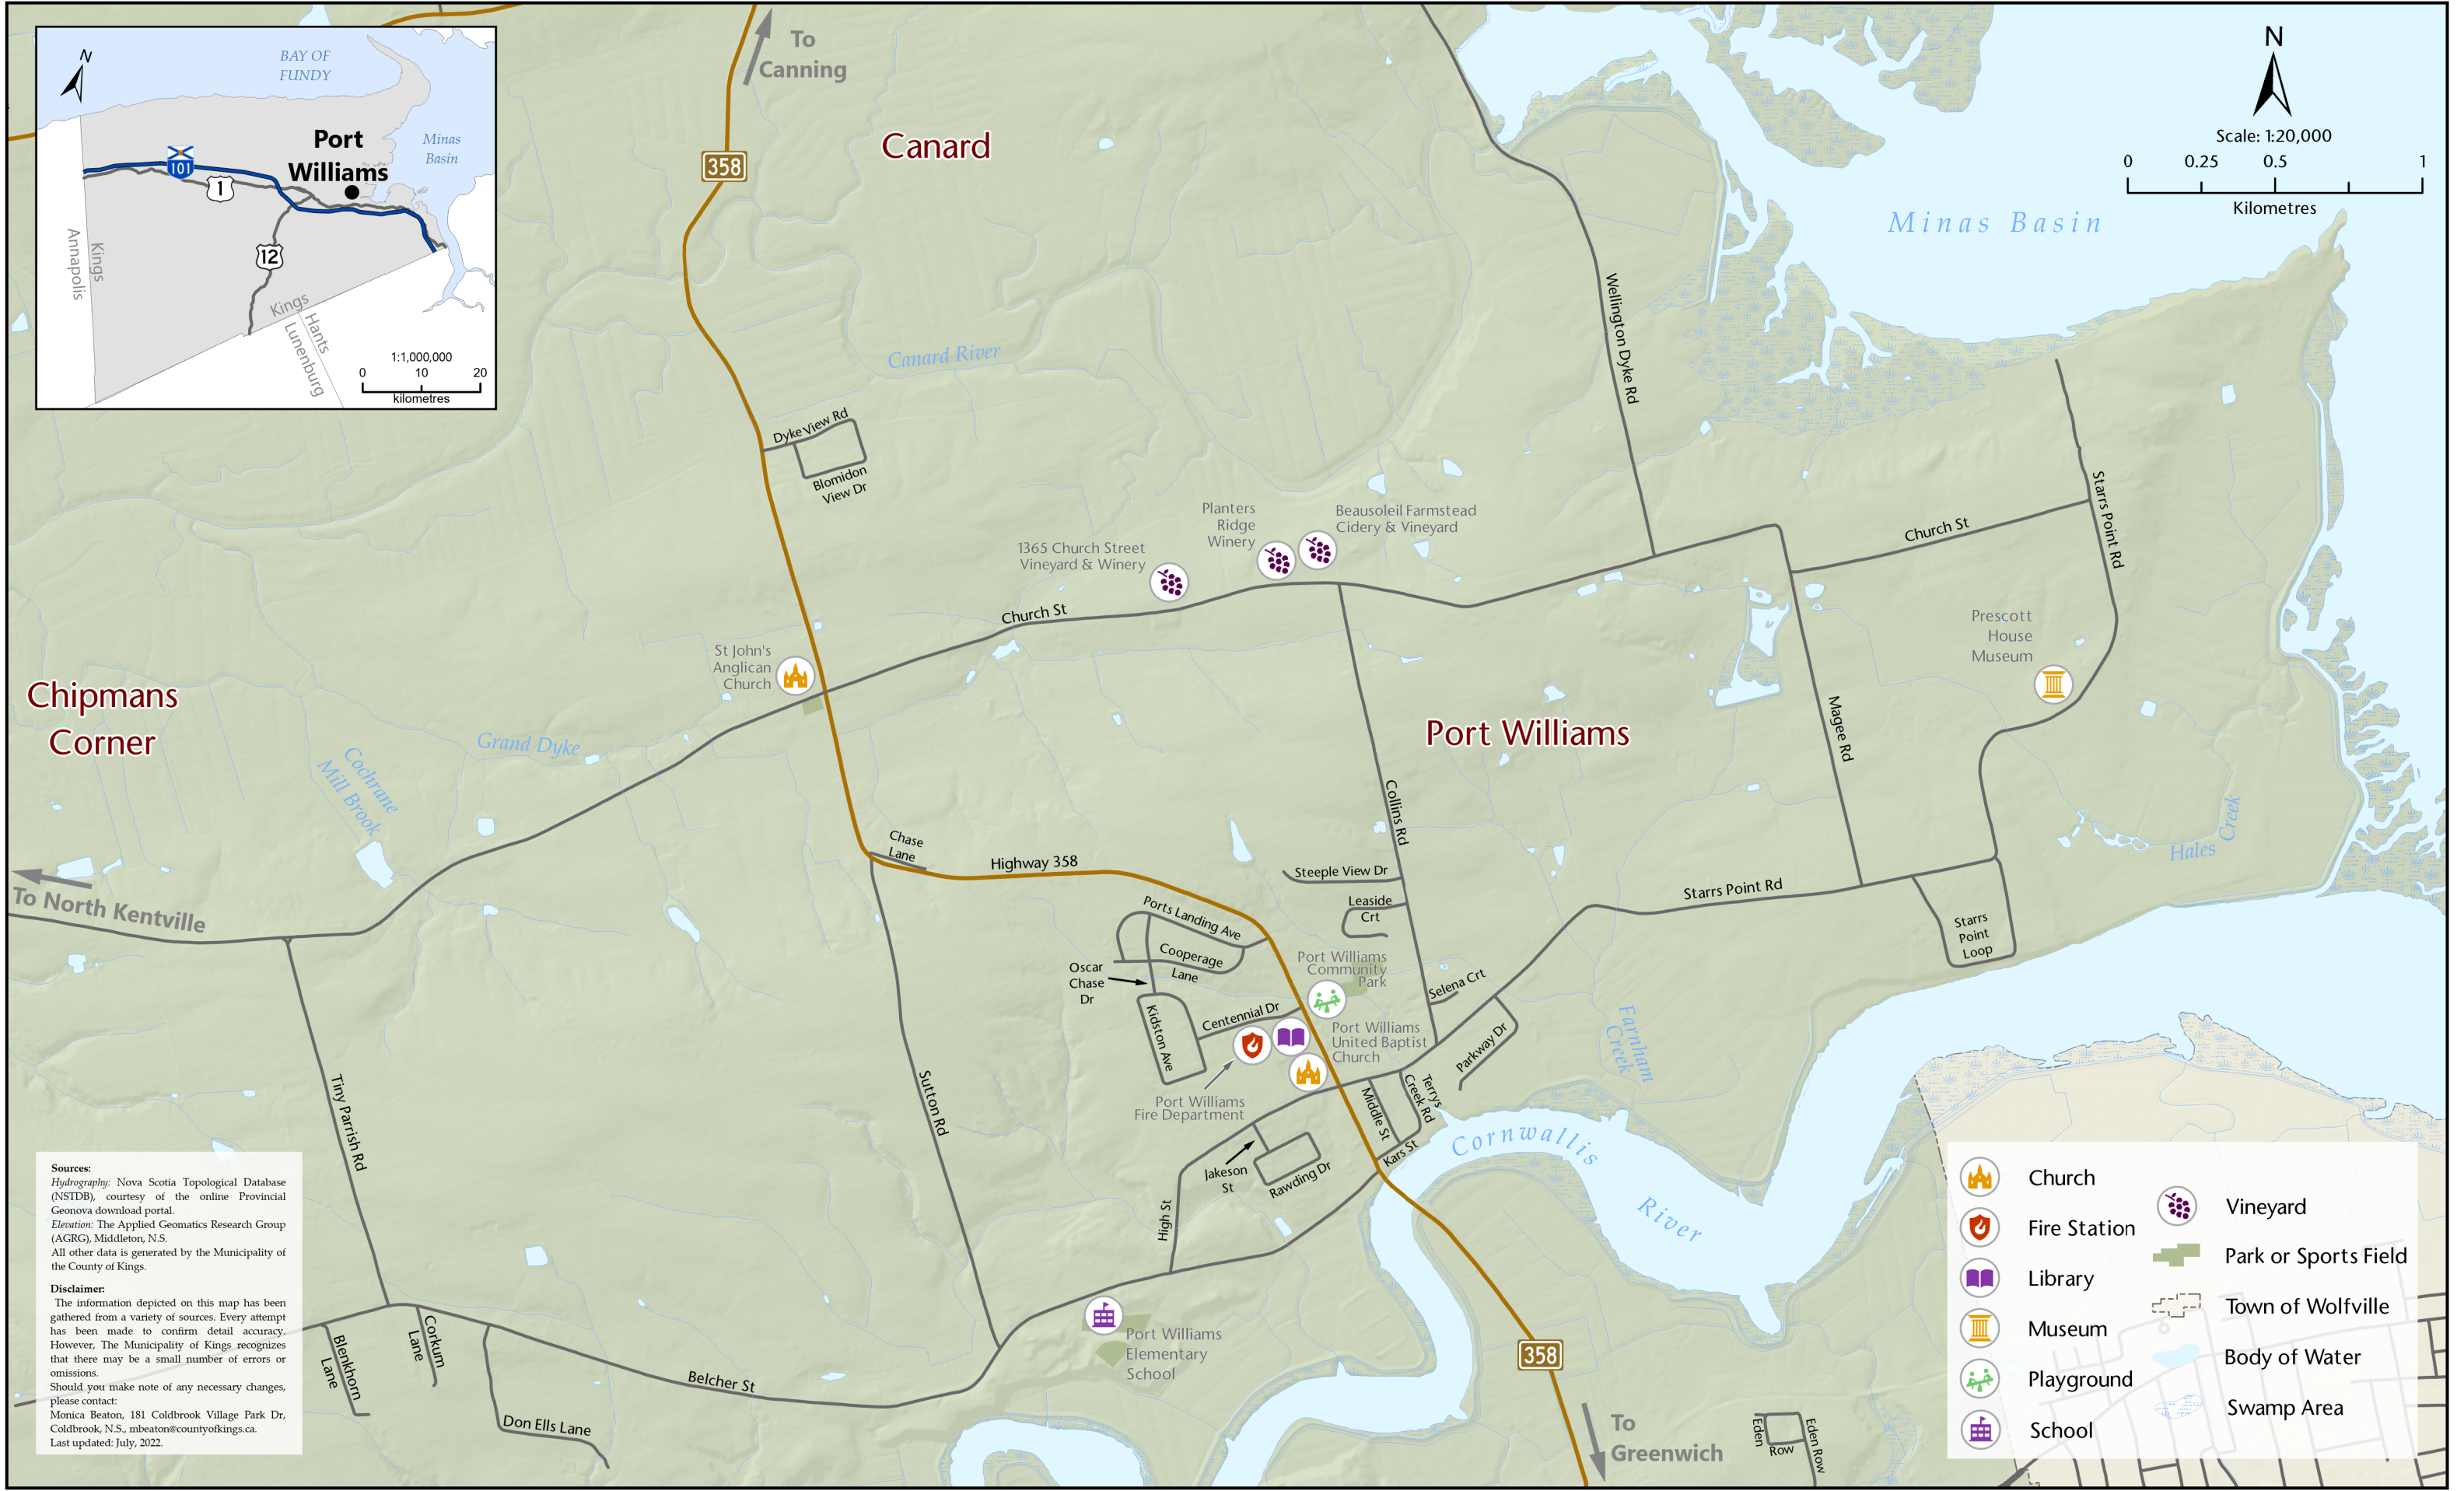 To
Canning
N
BAY OF
FUNDY
Port
Williams
Minas
Basin
101
1
12
Annapolis
Kings
Kings
Hants
Lunenburg
1:1,000,000
0 10 20
kilometres
358
Canard
N
Scale: 1:20,000
0 0.25 0.5 1
Kilometres
Minas Basin
Wellington Dyke Rd
Canard River
Dyke View Rd
Blomidon
View Dr
Planters
Ridge
Winery
Beausoleil Farmstead
Cidery & Vineyard
1365 Church Street
Vineyard & Winery
Church St
Church St
Starrs Point Rd
St John's
Anglican
Church
Prescott
House
Museum
Chipmans
Corner
Cochrane
Mill Brook
Grand Dyke
Port Williams
Magee Rd
Collins Rd
Hales Creek
To North Kentville
Chase
Lane
Highway 358
Steeple View Dr
Leaside
Crt
Starrs Point Rd
Starrs
Point
Loop
Ports Landing Ave
Cooperage
Lane
Oscar
Chase
Dr
Port Williams
Community
Park
Selena Crt
Kidston Ave
Centennial Dr
Port Williams
United Baptist
Church
Parkway Dr
Farnham
Creek
Port Williams
Fire Department
Middle St
Terrys
Creek Rd
Kars St
Cornwallis
River
Tiny Parrish Rd
Sutton Rd
Jakeson
St
Rawding Dr
High St
Port Williams
Elementary
School
Belcher St
Blenkhorn
Lane
Corkum
Lane
Don Ells Lane
358
To
Greenwich
Eden
Row
Eden Row
Sources:
Hydrography: Nova Scotia Topological Database
(NSTDB), courtesy of the online Provincial
Geonova download portal.
Elevation: The Applied Geomatics Research Group
(AGRG), Middleton, N.S.
All other data is generated by the Municipality of
the County of Kings.
Disclaimer:
The information depicted on this map has been
gathered from a variety of sources. Every attempt
has been made to confirm detail accuracy.
However, The Municipality of Kings recognizes
that there may be a small number of errors or
omissions.
Should you make note of any necessary changes,
please contact:
Monica Beaton, 181 Coldbrook Village Park Dr,
Coldbrook, N.S., mbeaton@countyofkings.ca.
Last updated: July, 2022.
Church
Fire Station
Library
Museum
Playground
School
Vineyard
Park or Sports Field
Town of Wolfville
Body of Water
Swamp Area